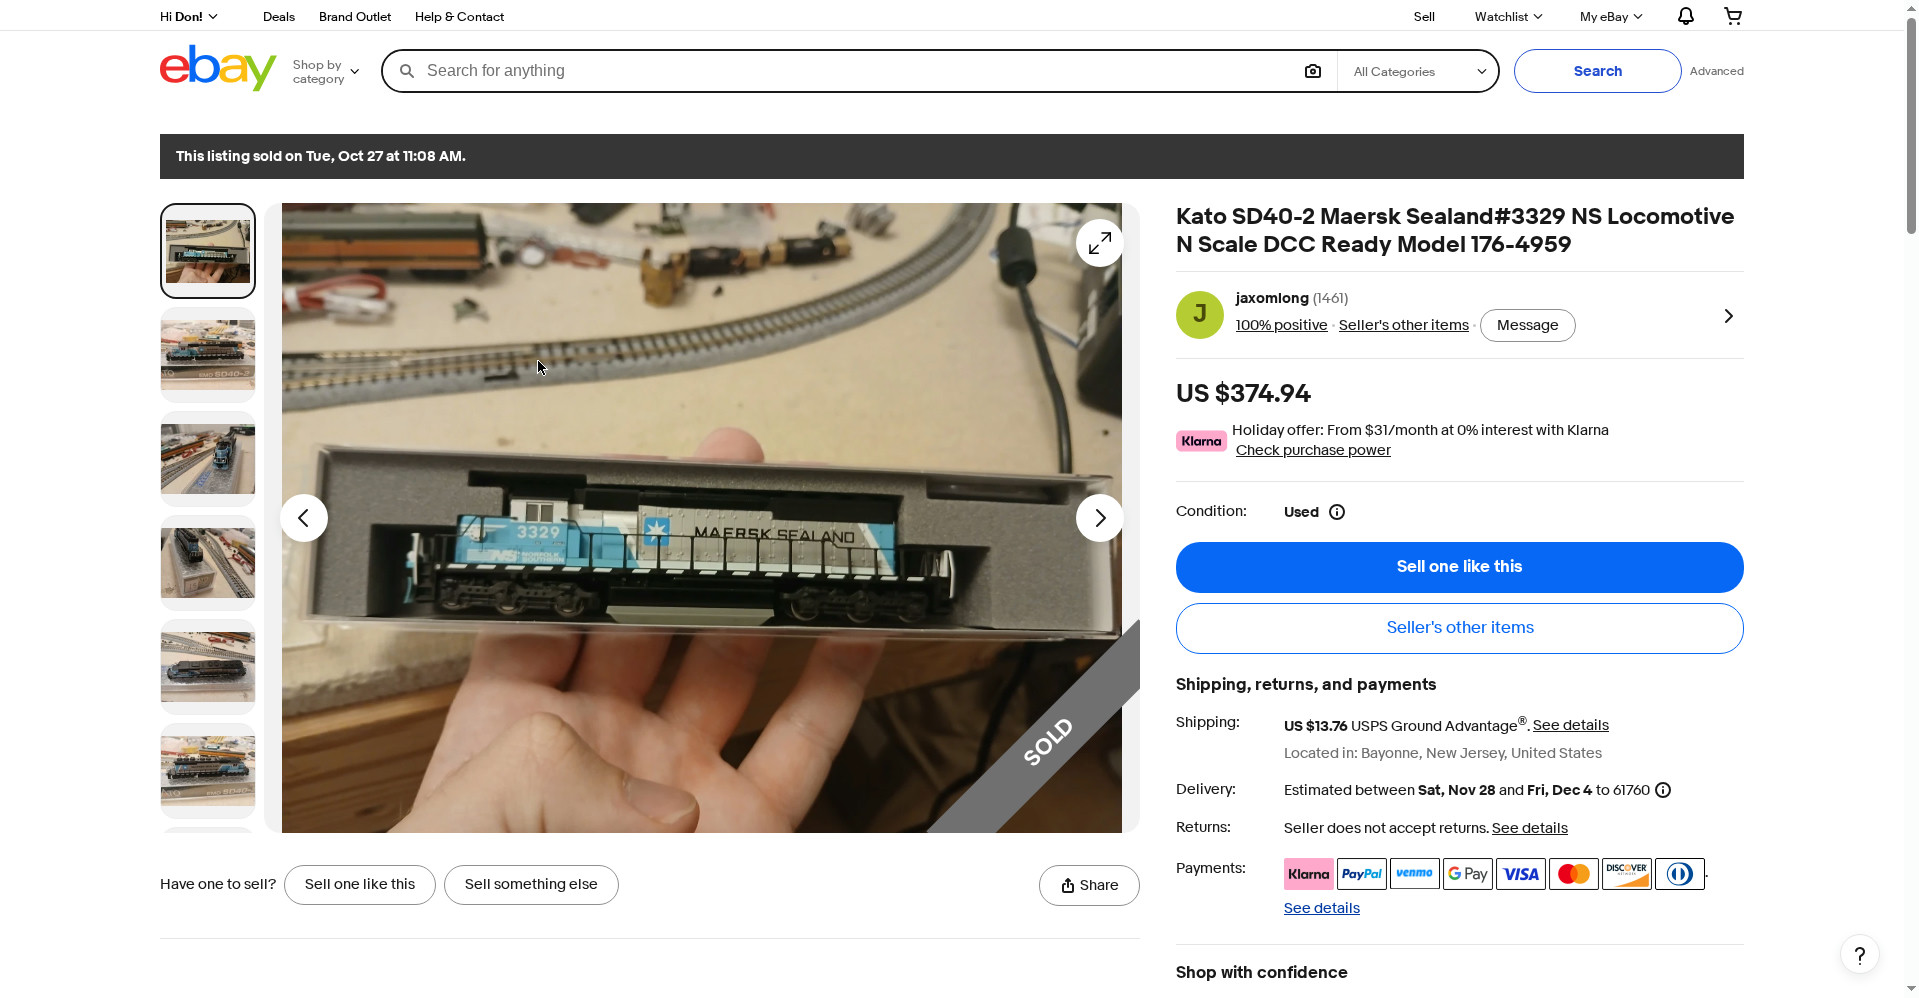 Hi Don!
Deals
Brand Outlet
Help & Contact
Sell
Watchlist
My eBay
ebay
Shop by
category
Search for anything
All Categories
Search
Advanced
This listing sold on Tue, Oct 27 at 11:08 AM.
3329
NS NORFOLK
SOUTHERN
MAERSK SEALAND
SOLD
Have one to sell?
Sell one like this
Sell something else
Share
Kato SD40-2 Maersk Sealand#3329 NS Locomotive
N Scale DCC Ready Model 176-4959
J
jaxomlong (1461)
100% positive · Seller's other items · Message
US $374.94
Klarna
Holiday offer: From $31/month at 0% interest with Klarna
Check purchase power
Condition: Used
Sell one like this
Seller's other items
Shipping, returns, and payments
Shipping: US $13.76 USPS Ground Advantage®. See details
Located in: Bayonne, New Jersey, United States
Delivery: Estimated between Sat, Nov 28 and Fri, Dec 4 to 61760
Returns: Seller does not accept returns. See details
Payments: Klarna PayPal venmo G Pay VISA DISCOVER
See details
Shop with confidence
?